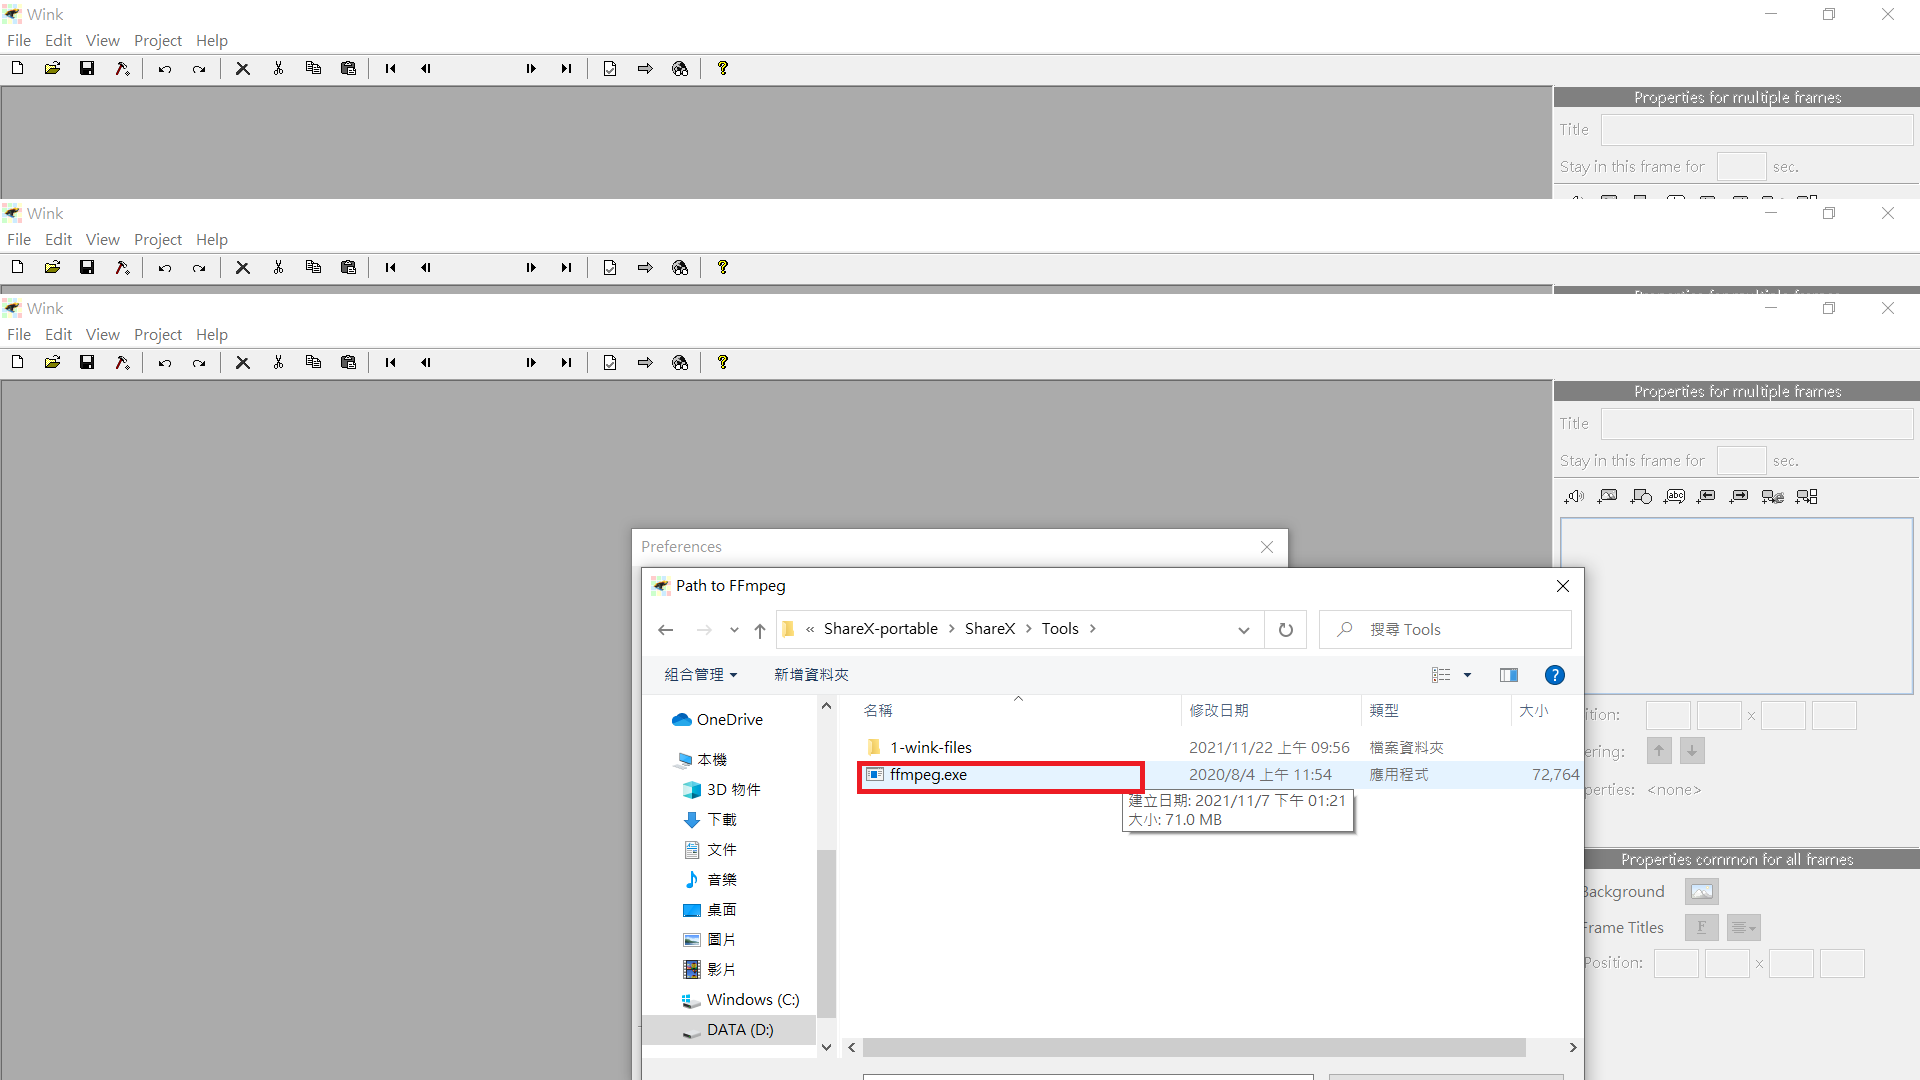 Wink
File Edit View Project Help
Properties for multiple frames
Title
Stay in this frame for sec.
Wink
File Edit View Project Help
Wink
File Edit View Project Help
Properties for multiple frames
Title
Stay in this frame for sec.
abc
Preferences
Path to FFmpeg
« ShareX-portable > ShareX > Tools >
搜尋 Tools
組合管理 新增資料夾
名稱 修改日期 類型 大小
OneDrive
本機
3D 物件
下載
文件
音樂
桌面
圖片
影片
Windows (C:)
DATA (D:)
1-wink-files 2021/11/22 上午 09:56 檔案資料夾
ffmpeg.exe 2020/8/4 上午 11:54 應用程式 72,764
建立日期: 2021/11/7 下午 01:21
大小: 71.0 MB
ition: x
ering:
perties: <none>
Properties common for all frames
Background
Frame Titles F
Position: x